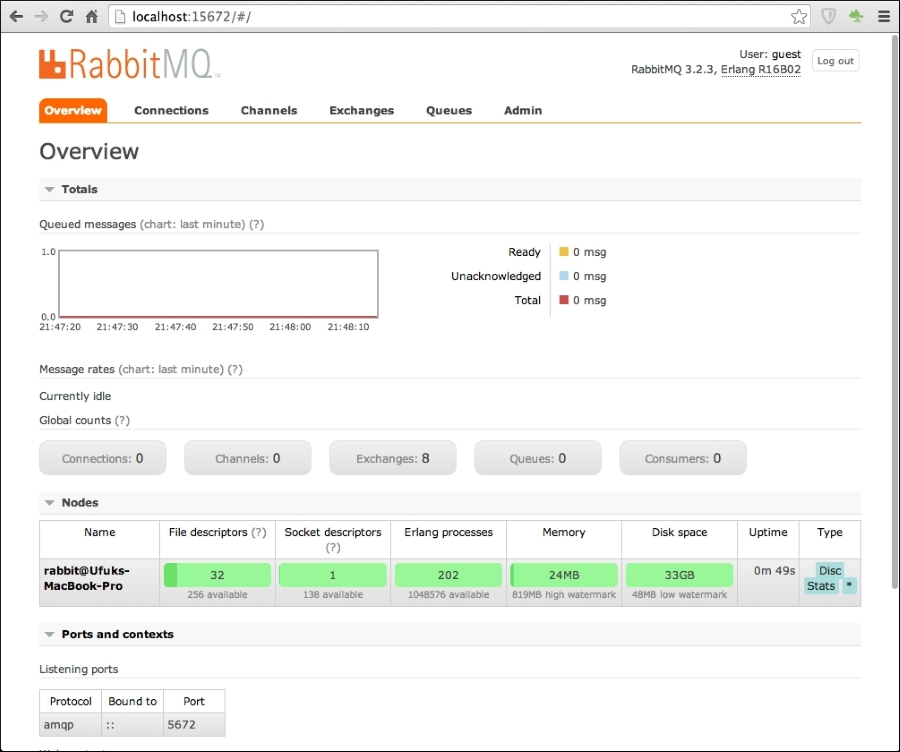 localhost:15672/#/
RabbitMQ
TM
User: guest
RabbitMQ 3.2.3, Erlang R16B02
Log out
Overview Connections Channels Exchanges Queues Admin
Overview
Totals
Queued messages (chart: last minute) (?)
1.0
0.0
21:47:20 21:47:30 21:47:40 21:47:50 21:48:00 21:48:10
Ready 0 msg
Unacknowledged 0 msg
Total 0 msg
Message rates (chart: last minute) (?)
Currently idle
Global counts (?)
Connections: 0 Channels: 0 Exchanges: 8 Queues: 0 Consumers: 0
Nodes
Name File descriptors (?) Socket descriptors (?) Erlang processes Memory Disk space Uptime Type
rabbit@Ufuks-MacBook-Pro
32
256 available
1
138 available
202
1048576 available
24MB
819MB high watermark
33GB
48MB low watermark
0m 49s
Disc
Stats *
Ports and contexts
Listening ports
Protocol Bound to Port
amqp :: 5672